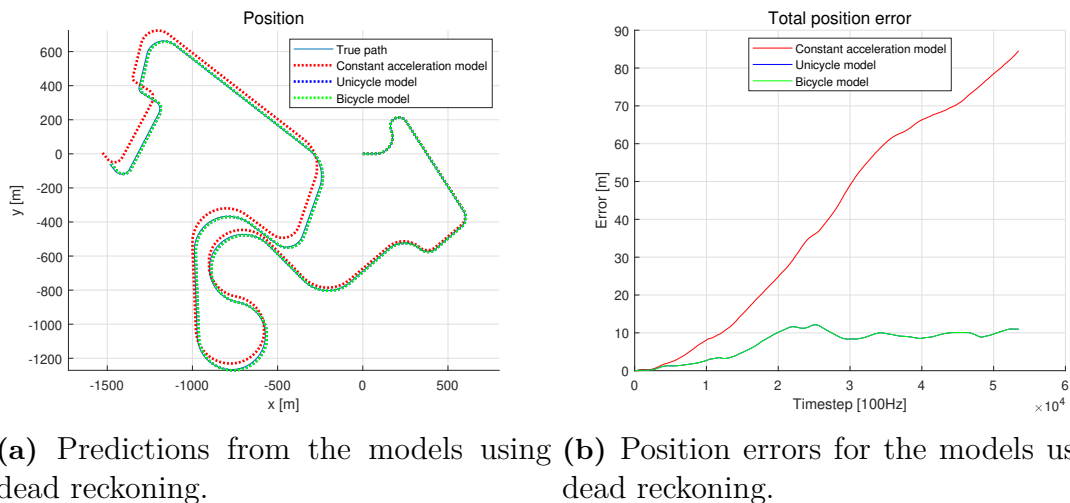 Position
True path
Constant acceleration model
Unicycle model
Bicycle model
600
400
200
0
-200
-400
-600
-800
-1000
-1200
y [m]
-1500
-1000
-500
0
500
x [m]
Total position error
Constant acceleration model
Unicycle model
Bicycle model
90
80
70
60
50
40
30
20
10
0
Error [m]
0
1
2
3
4
5
6
×10⁴
Timestep [100Hz]
(a) Predictions from the models using
dead reckoning.
(b) Position errors for the models us
dead reckoning.